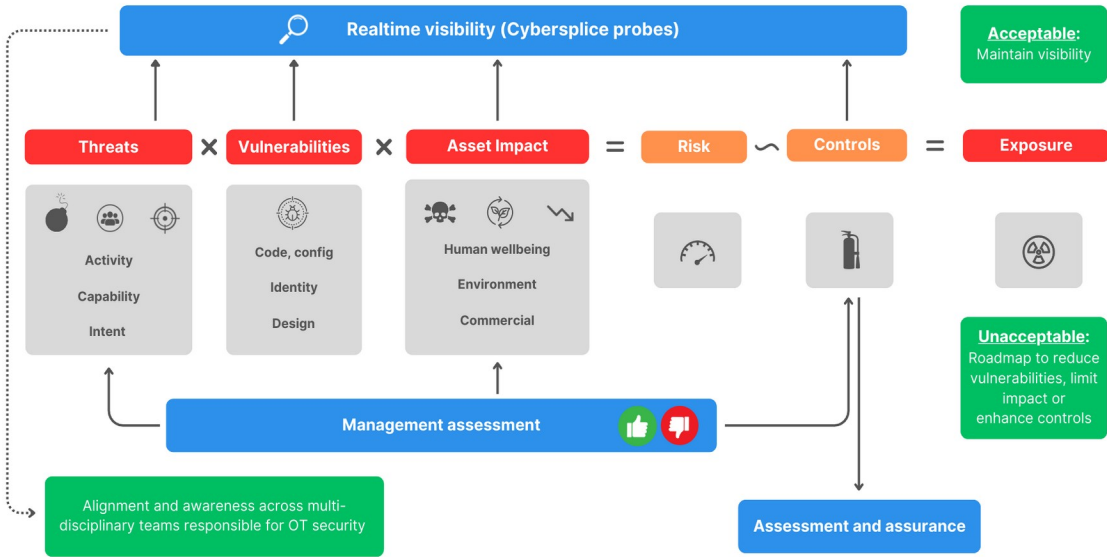 Realtime visibility (Cybersplice probes)
Acceptable:
Maintain visibility
Threats × Vulnerabilities × Asset Impact = Risk ~ Controls = Exposure
Activity
Capability
Intent
Code, config
Identity
Design
Human wellbeing
Environment
Commercial
Unacceptable:
Roadmap to reduce
vulnerabilities, limit
impact or
enhance controls
Management assessment
Alignment and awareness across multi-
disciplinary teams responsible for OT security
Assessment and assurance